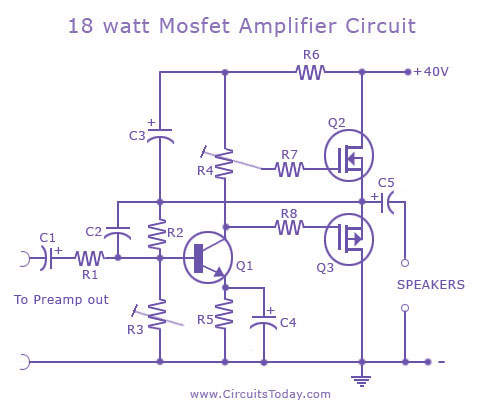 18 watt Mosfet Amplifier Circuit
R6
+40V
Q2
+
C3
R7
R4
C5
+
C1
+
C2
R2
R8
R1
Q1
Q3
SPEAKERS
To Preamp out
R3
R5
+
C4
-
www.CircuitsToday.com